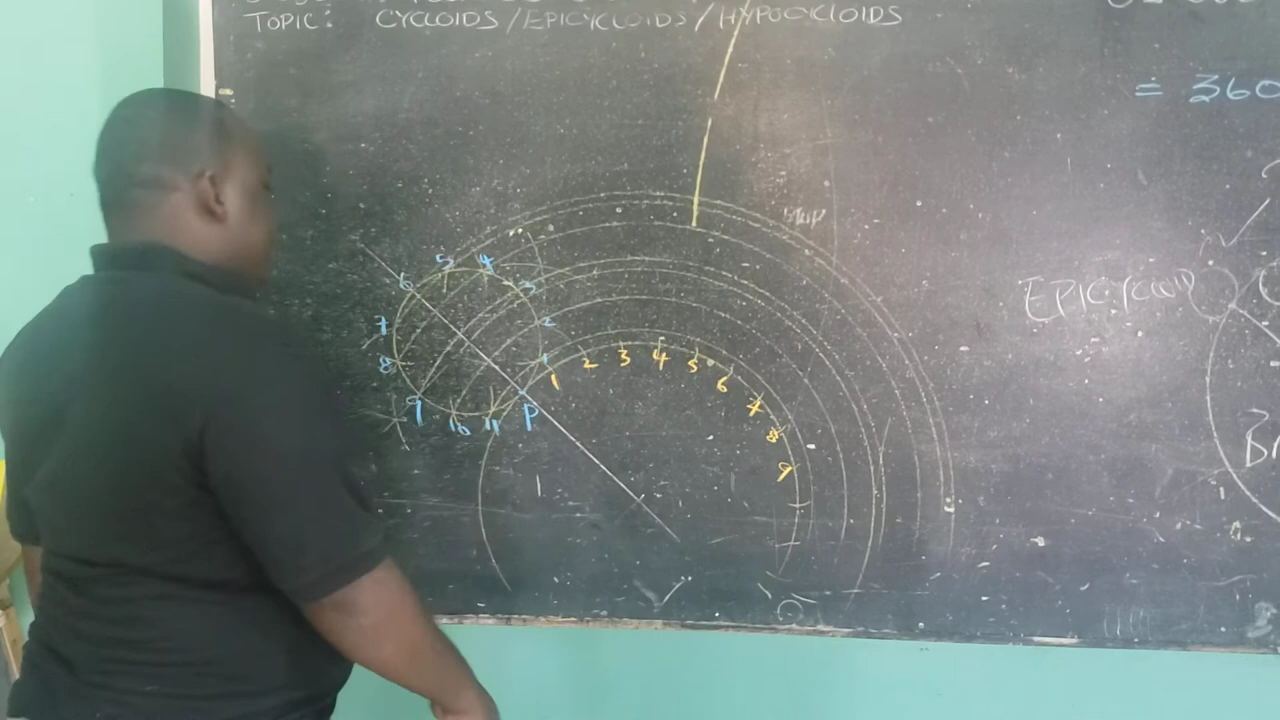 TOPIC: CYCLOIDS/EPICYCLOIDS/HYPOCYCLOIDS
= 360
5 4
6 3
7 2
8 1
9 10 11 P
1 2 3 4 5 6 7 8 9
EPICYCLOID